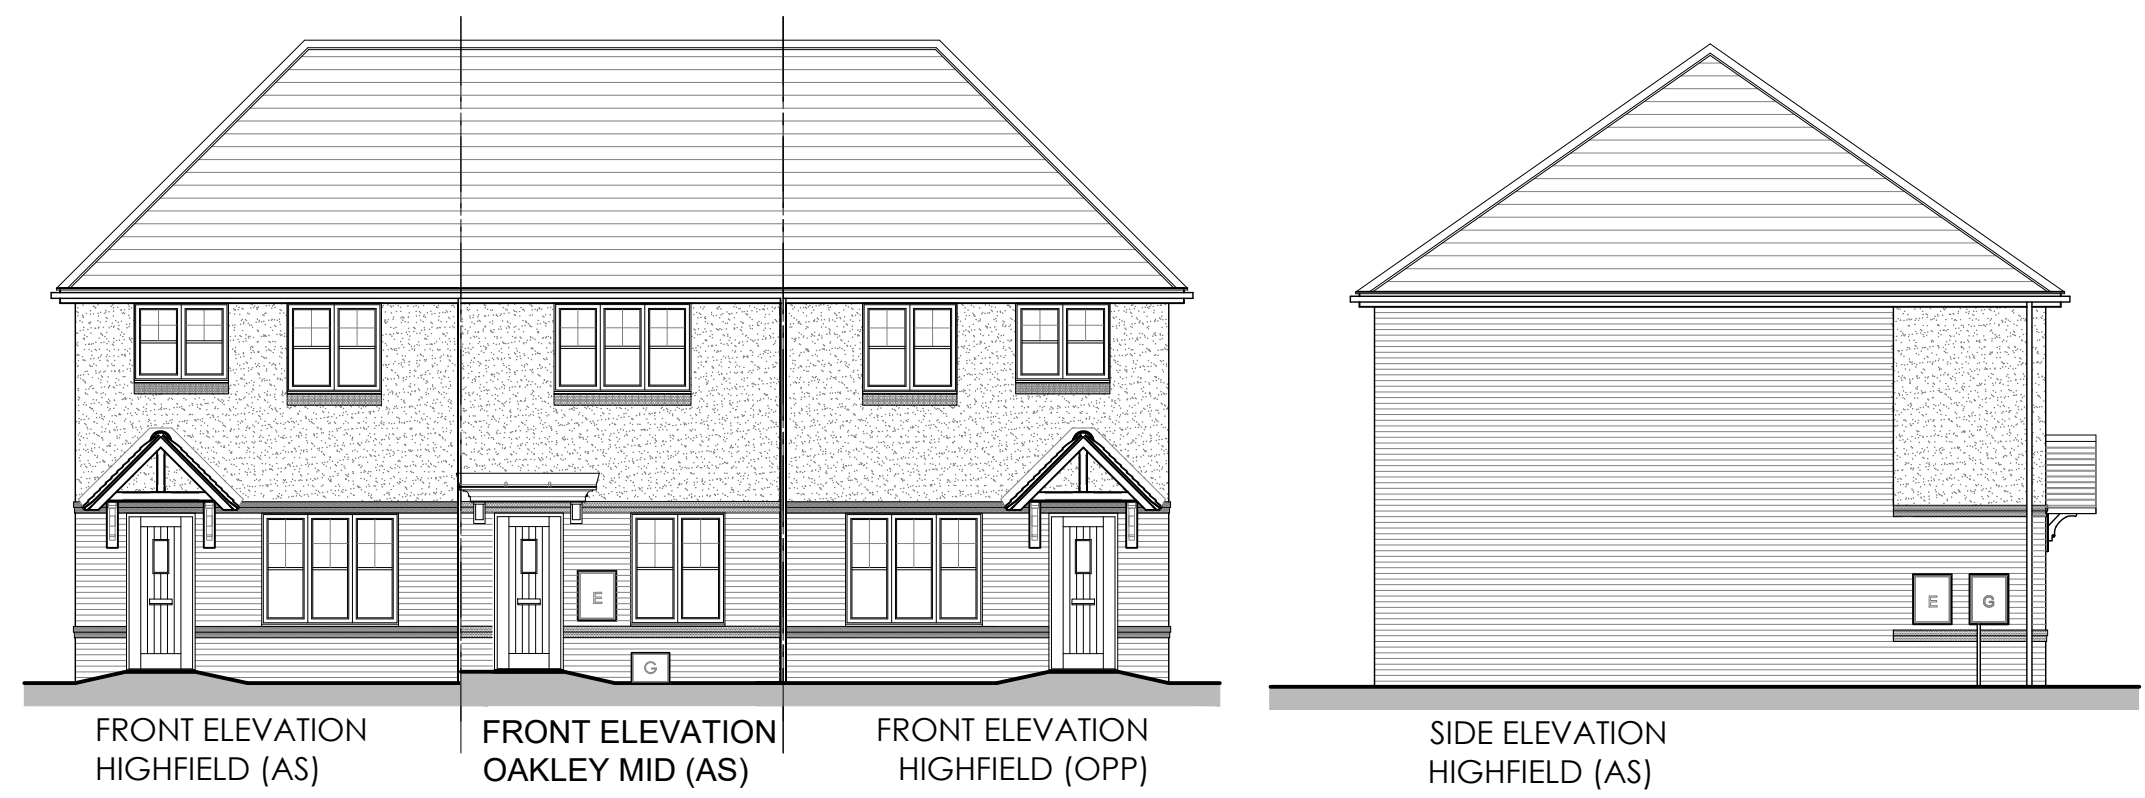 E
G
E G
FRONT ELEVATION
HIGHFIELD (AS)
FRONT ELEVATION
OAKLEY MID (AS)
FRONT ELEVATION
HIGHFIELD (OPP)
SIDE ELEVATION
HIGHFIELD (AS)